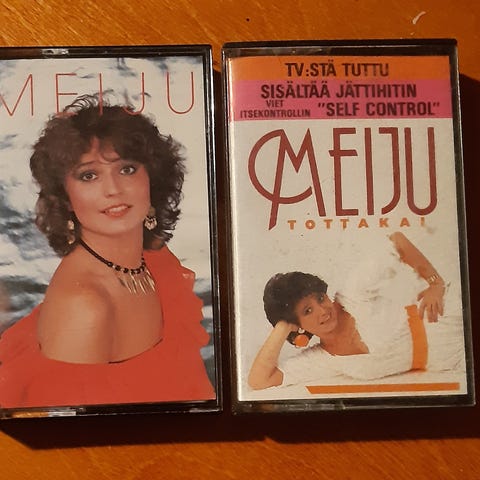 MEIJU
TV:STÄ TUTTU
SISÄLTÄÄ JÄTTIHITIN
VIET
ITSEKONTROLLIN "SELF CONTROL"
MEIJU
TOTTAKAI